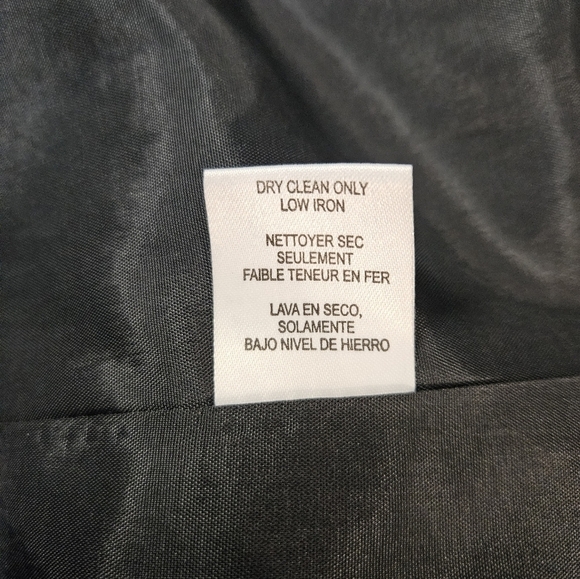 DRY CLEAN ONLY
LOW IRON
NETTOYER SEC
SEULEMENT
FAIBLE TENEUR EN FER
LAVA EN SECO,
SOLAMENTE
BAJO NIVEL DE HIERRO